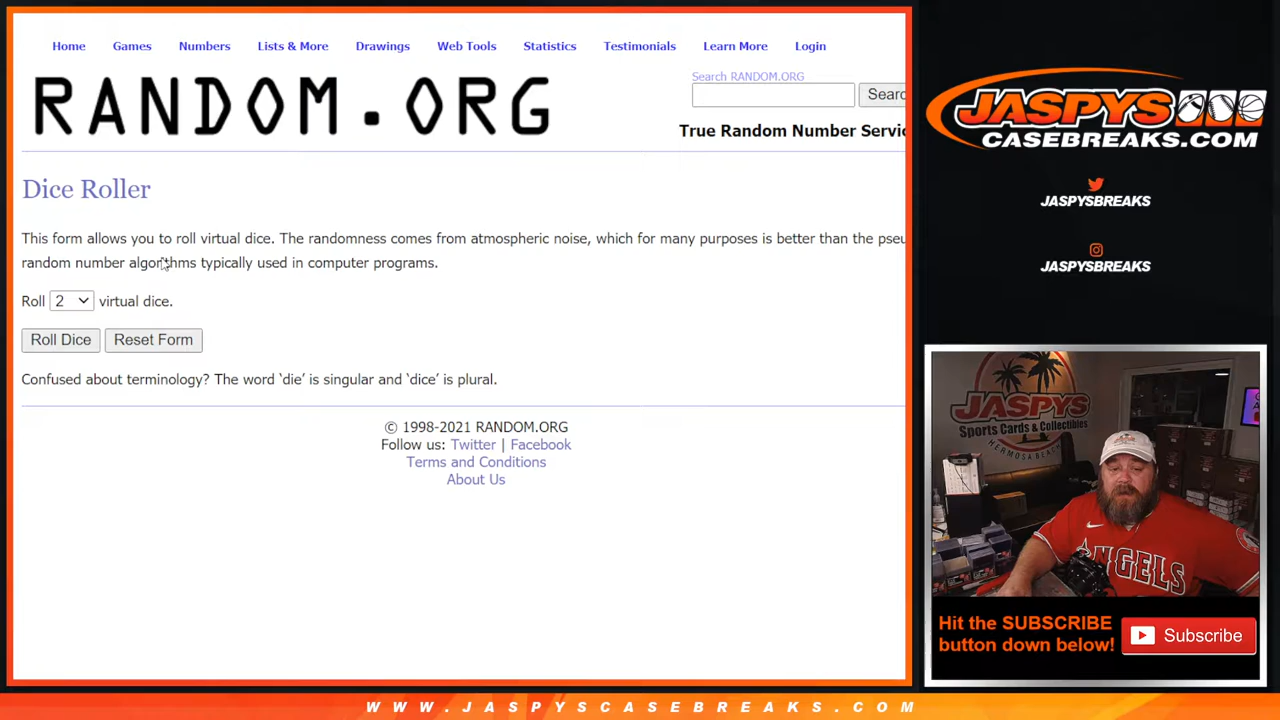 Home Games Numbers Lists & More Drawings Web Tools Statistics Testimonials Learn More Login
RANDOM.ORG
Search RANDOM.ORG
Searc
True Random Number Servic
Dice Roller
This form allows you to roll virtual dice. The randomness comes from atmospheric noise, which for many purposes is better than the pseu
random number algorithms typically used in computer programs.
Roll 2 virtual dice.
Roll Dice Reset Form
Confused about terminology? The word ‘die’ is singular and ‘dice’ is plural.
© 1998-2021 RANDOM.ORG
Follow us: Twitter | Facebook
Terms and Conditions
About Us
JASPYS
CASEBREAKS.COM
JASPYSBREAKS
JASPYSBREAKS
JASPYS
Sports Cards & Collectibles
HERMOSA BEACH
ANGELS
Hit the SUBSCRIBE
button down below!
Subscribe
WWW.JASPYSCASEBREAKS.COM